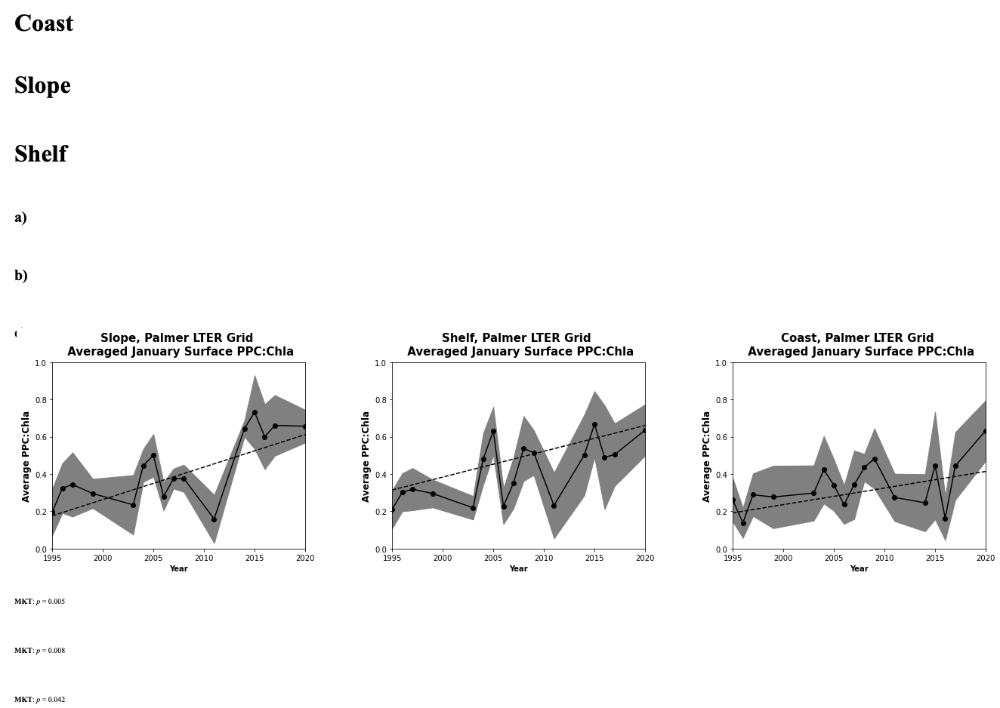 Coast
Slope
Shelf
a)
b)
Slope, Palmer LTER Grid
Averaged January Surface PPC:Chla
1.0
0.8
0.6
0.4
0.2
0.0
Average PPC:Chla
1995 2000 2005 2010 2015 2020
Year
Shelf, Palmer LTER Grid
Averaged January Surface PPC:Chla
1.0
0.8
0.6
0.4
0.2
0.0
Average PPC:Chla
1995 2000 2005 2010 2015 2020
Year
Coast, Palmer LTER Grid
Averaged January Surface PPC:Chla
1.0
0.8
0.6
0.4
0.2
0.0
Average PPC:Chla
1995 2000 2005 2010 2015 2020
Year
MKT: p = 0.005
MKT: p = 0.008
MKT: p = 0.042